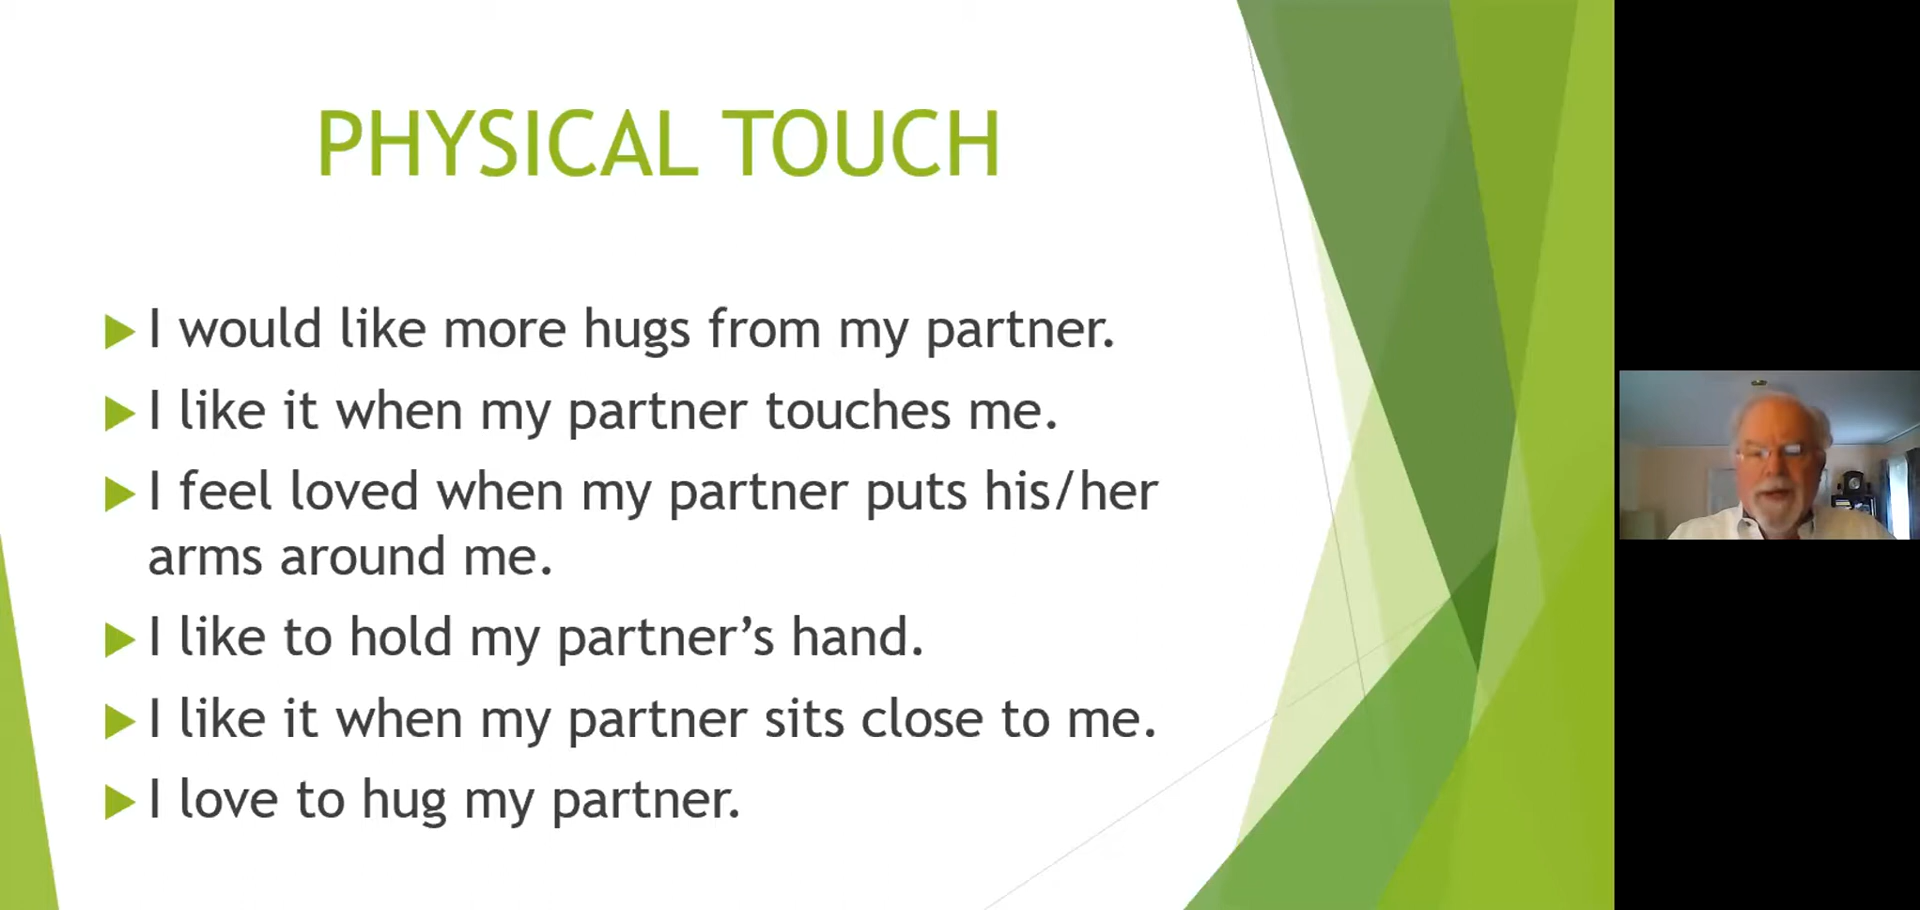 PHYSICAL TOUCH
I would like more hugs from my partner.
I like it when my partner touches me.
I feel loved when my partner puts his/her
arms around me.
I like to hold my partner’s hand.
I like it when my partner sits close to me.
I love to hug my partner.